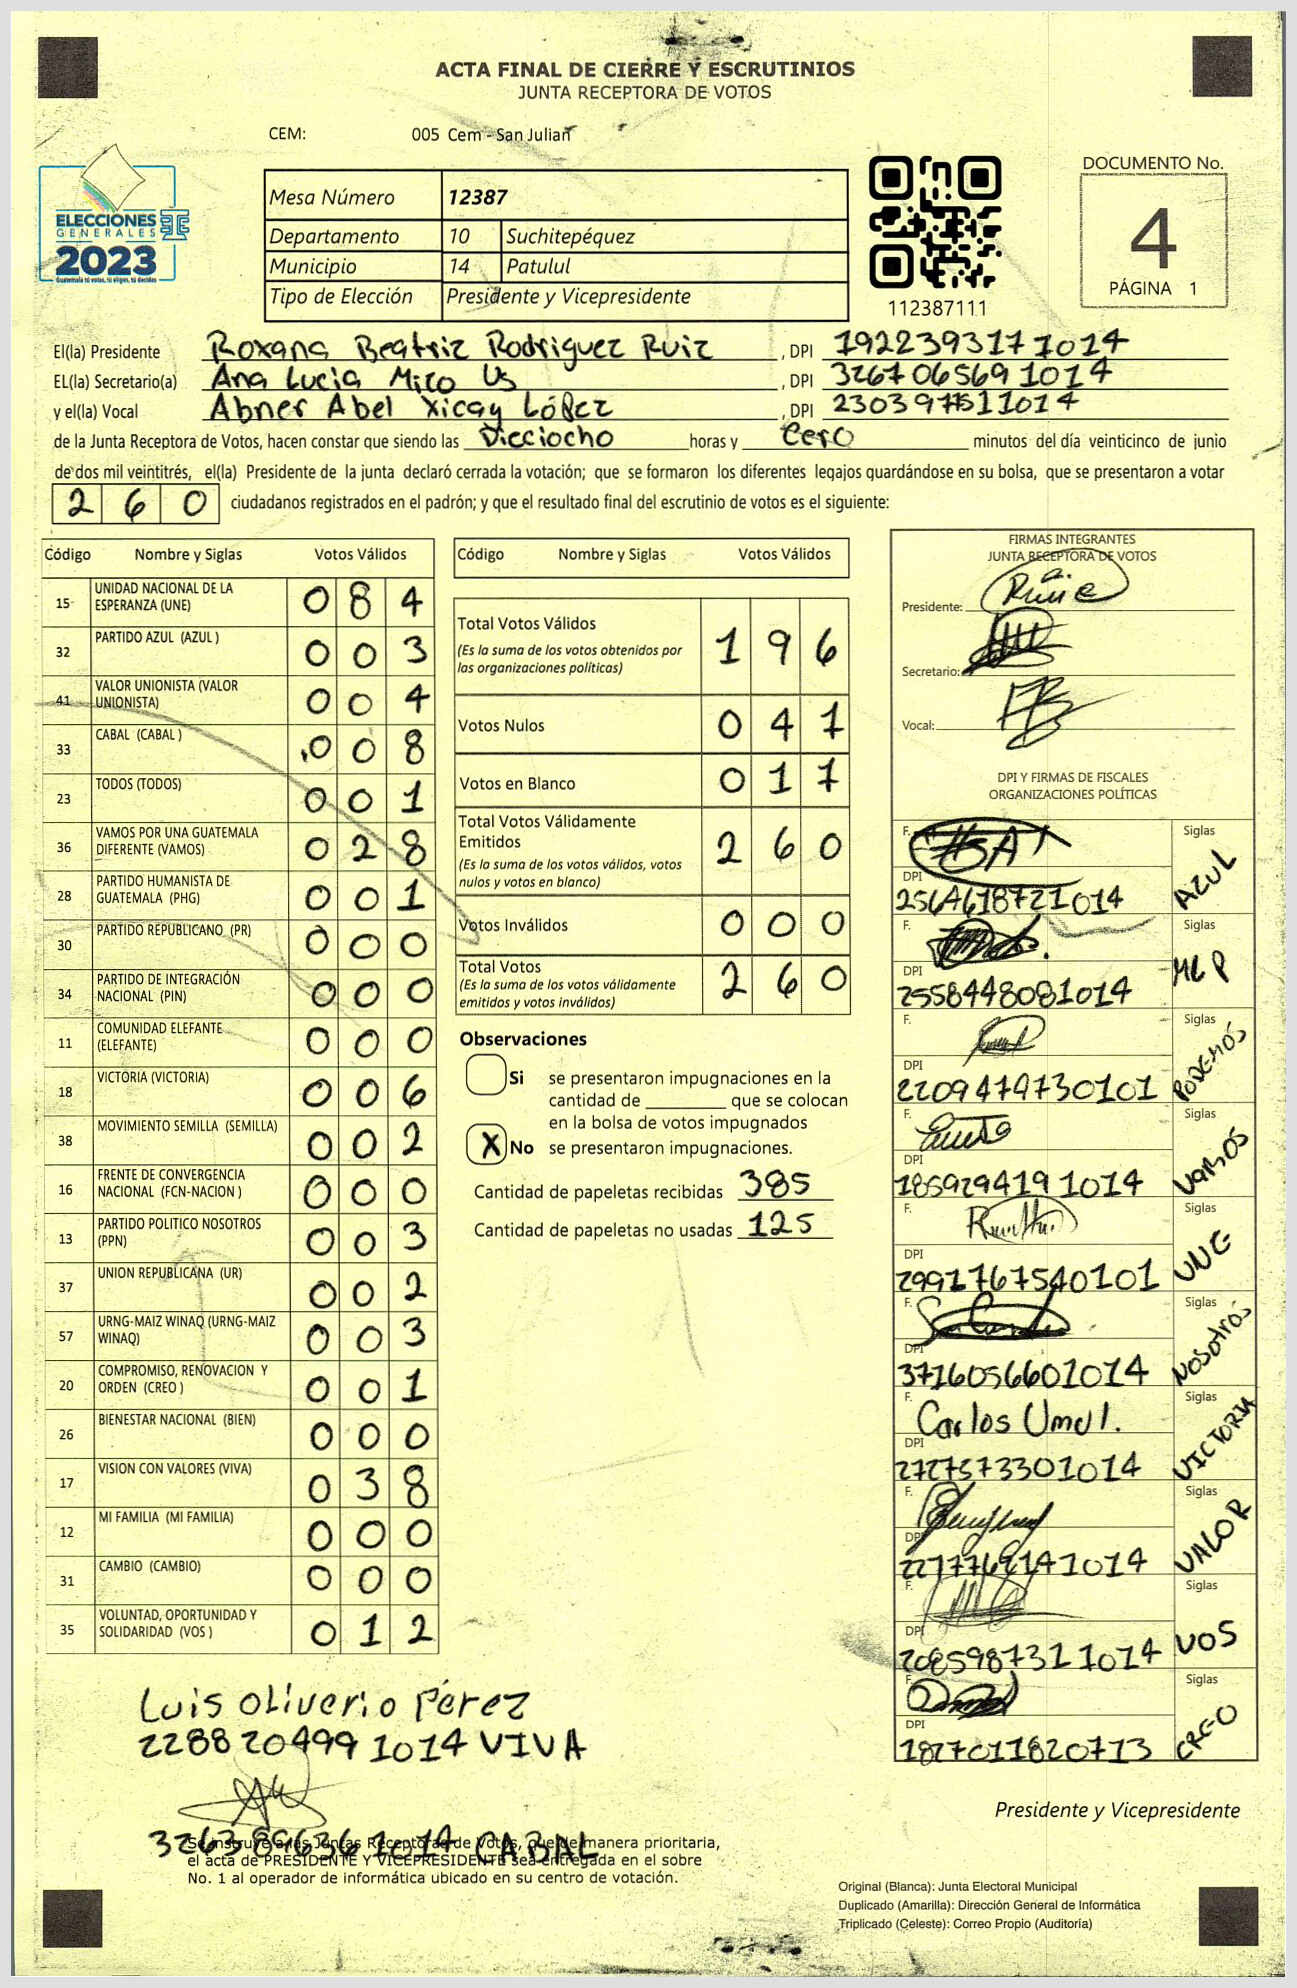 ACTA FINAL DE CIERRE Y ESCRUTINIOS
JUNTA RECEPTORA DE VOTOS
CEM: 005 Cem - San Julian
ELECCIONES
GENERALES
2023
Guatemala tú votas, tú eliges, tú decides
Mesa Número 12387
Departamento 10 Suchitepéquez
Municipio 14 Patulul
Tipo de Elección Presidente y Vicepresidente
112387111
DOCUMENTO No.
4
PÁGINA 1
El(la) Presidente Roxana Beatriz Rodriguez Ruiz , DPI 1922393171014
EL(la) Secretario(a) Ana Lucia Mico Us , DPI 3267065691014
y el(la) Vocal Abner Abel Xicay López , DPI 2303975511014
de la Junta Receptora de Votos, hacen constar que siendo las Dieciocho horas y Cero minutos del día veinticinco de junio
de dos mil veintitrés, el(la) Presidente de la junta declaró cerrada la votación; que se formaron los diferentes legajos guardándose en su bolsa, que se presentaron a votar
2 6 0 ciudadanos registrados en el padrón; y que el resultado final del escrutinio de votos es el siguiente:
Código Nombre y Siglas Votos Válidos
15 UNIDAD NACIONAL DE LA ESPERANZA (UNE) 0 8 4
32 PARTIDO AZUL (AZUL ) 0 0 3
41 VALOR UNIONISTA (VALOR UNIONISTA) 0 0 4
33 CABAL (CABAL ) 0 0 8
23 TODOS (TODOS) 0 0 1
36 VAMOS POR UNA GUATEMALA DIFERENTE (VAMOS) 0 2 8
28 PARTIDO HUMANISTA DE GUATEMALA (PHG) 0 0 1
30 PARTIDO REPUBLICANO (PR) 0 0 0
34 PARTIDO DE INTEGRACIÓN NACIONAL (PIN) 0 0 0
11 COMUNIDAD ELEFANTE (ELEFANTE) 0 0 0
18 VICTORIA (VICTORIA) 0 0 6
38 MOVIMIENTO SEMILLA (SEMILLA) 0 0 2
16 FRENTE DE CONVERGENCIA NACIONAL (FCN-NACION ) 0 0 0
13 PARTIDO POLITICO NOSOTROS (PPN) 0 0 3
37 UNION REPUBLICANA (UR) 0 0 2
57 URNG-MAIZ WINAQ (URNG-MAIZ WINAQ) 0 0 3
20 COMPROMISO, RENOVACION Y ORDEN (CREO ) 0 0 1
26 BIENESTAR NACIONAL (BIEN) 0 0 0
17 VISION CON VALORES (VIVA) 0 3 8
12 MI FAMILIA (MI FAMILIA) 0 0 0
31 CAMBIO (CAMBIO) 0 0 0
35 VOLUNTAD, OPORTUNIDAD Y SOLIDARIDAD (VOS ) 0 1 2
Código Nombre y Siglas Votos Válidos
Total Votos Válidos 1 9 6
(Es la suma de los votos obtenidos por
las organizaciones políticas)
Votos Nulos 0 4 7
Votos en Blanco 0 1 7
Total Votos Válidamente
Emitidos 2 6 0
(Es la suma de los votos válidos, votos
nulos y votos en blanco)
Votos Inválidos 0 0 0
Total Votos 2 6 0
(Es la suma de los votos válidamente
emitidos y votos inválidos)
Observaciones
Si se presentaron impugnaciones en la
cantidad de ________ que se colocan
en la bolsa de votos impugnados
X No se presentaron impugnaciones.
Cantidad de papeletas recibidas 385
Cantidad de papeletas no usadas 125
FIRMAS INTEGRANTES
JUNTA RECEPTORA DE VOTOS
Presidente:
Secretario:
Vocal:
DPI Y FIRMAS DE FISCALES
ORGANIZACIONES POLÍTICAS
F. Siglas
DPI 2564618721014 AZUL
F. Siglas
DPI 2558448081014 MLP
F. Siglas
DPI 2209479730101 PODEMOS
F. Siglas
DPI 1859294191014 VAMOS
F. Siglas
DPI 2991767540101 UNE
F. Siglas
DPI 3716056601014 NOSOTROS
F. Carlos Umul. Siglas
DPI 2727573301014 VICTORIA
F. Siglas
DPI 2217769141014 VALOR
F. Siglas
DPI 2085987311014 VOS
F. Siglas
DPI 1827011820713 CREO
Luis Oliverio Pérez
2288204991014 VIVA
3263896361014 CABAL
Se instruye a las Juntas Receptoras de Votos, que de manera prioritaria,
el acta de PRESIDENTE Y VICEPRESIDENTE sea entregada en el sobre
No. 1 al operador de informática ubicado en su centro de votación.
Presidente y Vicepresidente
Original (Blanca): Junta Electoral Municipal
Duplicado (Amarilla): Dirección General de Informática
Triplicado (Celeste): Correo Propio (Auditoría)